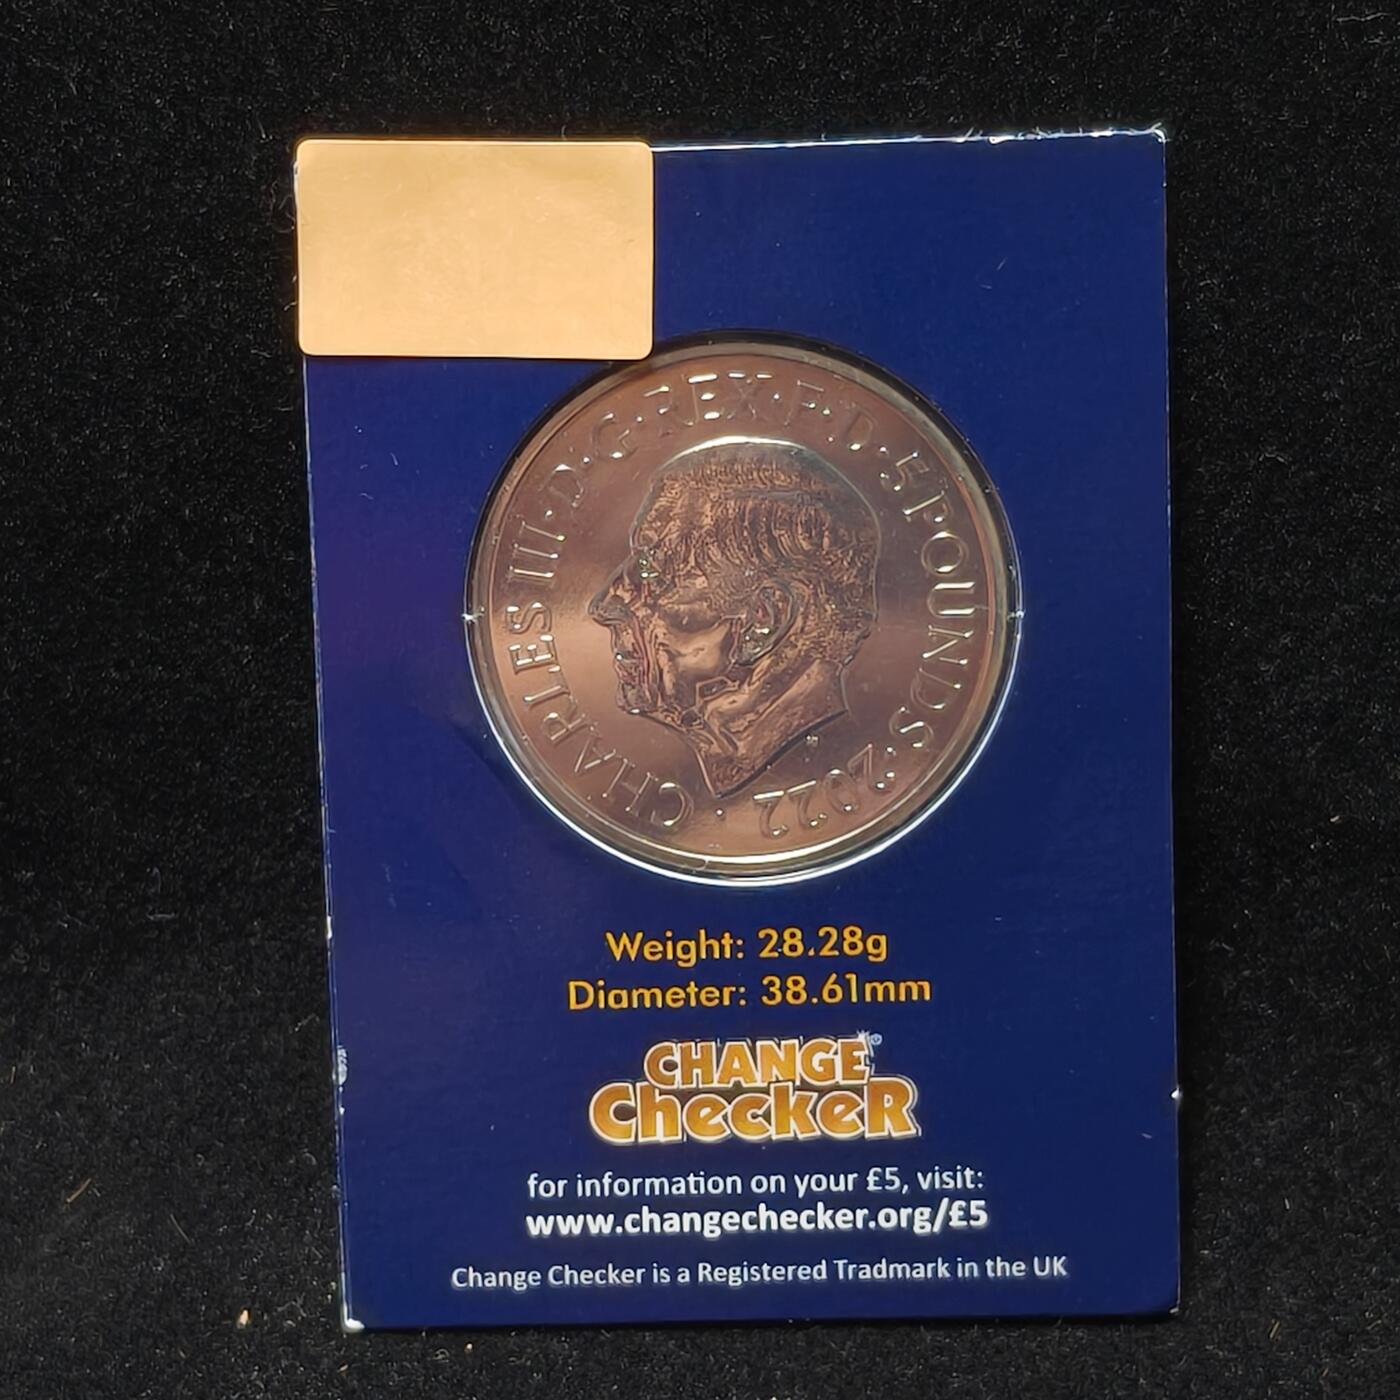 CHARLES III · D · G · REX · F · D · 5 POUNDS · 2022 ·
Weight: 28.28g
Diameter: 38.61mm
CHANGE®
CheckeR
for information on your £5, visit:
www.changechecker.org/£5
Change Checker is a Registered Tradmark in the UK